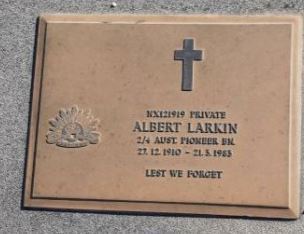 NX121919 PRIVATE
ALBERT LARKIN
2/4 AUST. PIONEER BN.
27.12.1910 - 21.5.1983
LEST WE FORGET